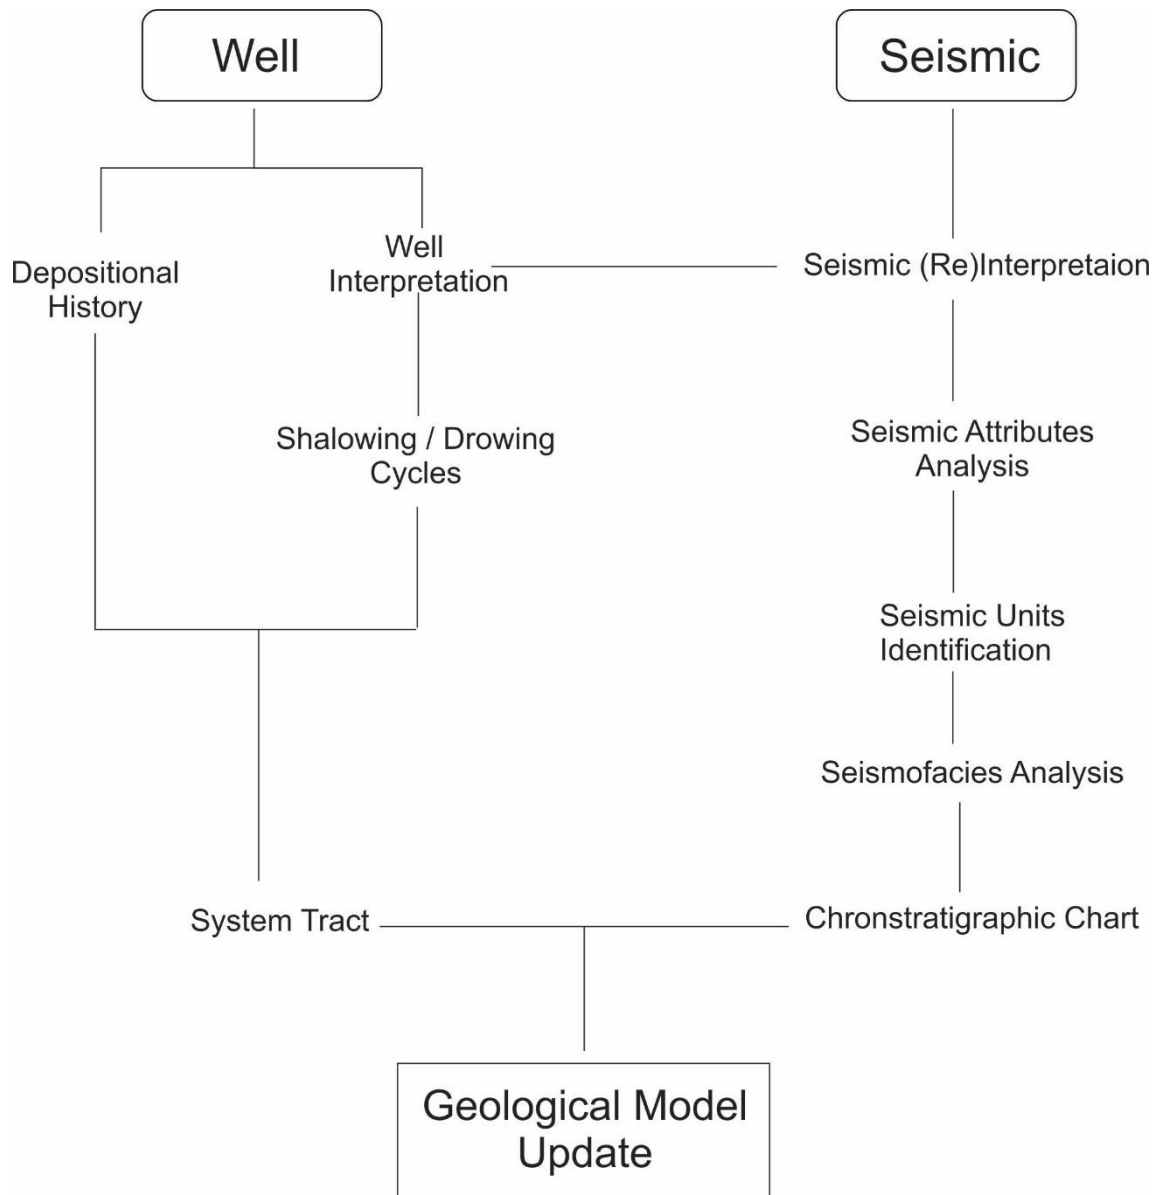 Well
Seismic
Depositional
History
Well
Interpretation
Seismic (Re)Interpretaion
Shalowing / Drowing
Cycles
Seismic Attributes
Analysis
Seismic Units
Identification
Seismofacies Analysis
System Tract
Chronstratigraphic Chart
Geological Model
Update